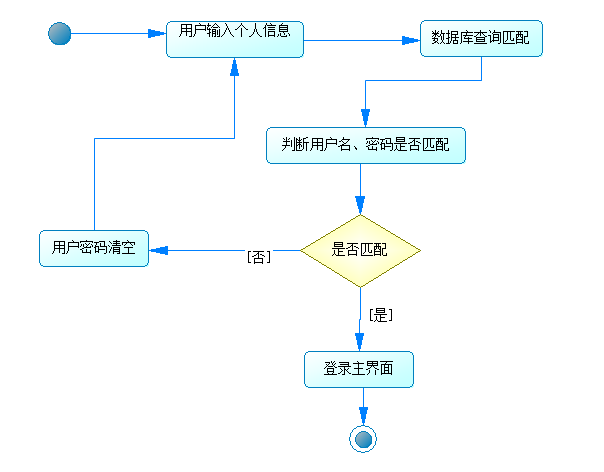 用户输入个人信息
数据库查询匹配
判断用户名、密码是否匹配
用户密码清空
[否]
是否匹配
[是]
登录主界面